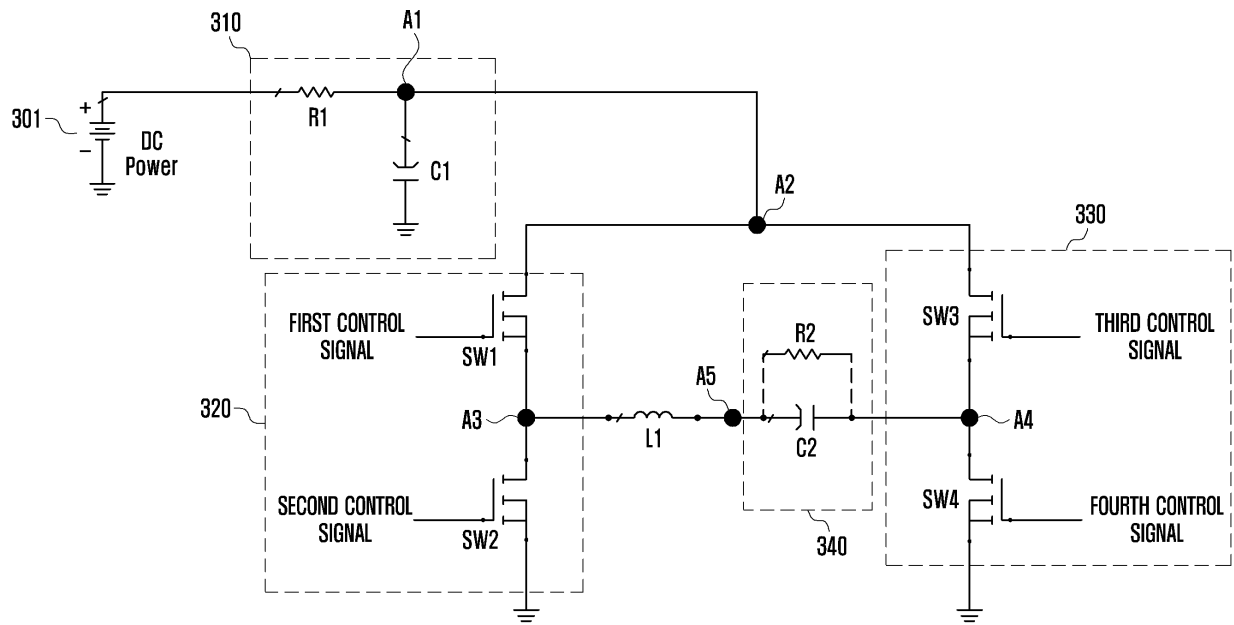 310
A1
301
+
−
DC
Power
R1
C1
A2
330
FIRST CONTROL
SIGNAL
SW1
R2
SW3
THIRD CONTROL
SIGNAL
320
A3
L1
A5
C2
A4
SECOND CONTROL
SIGNAL
SW2
340
SW4
FOURTH CONTROL
SIGNAL